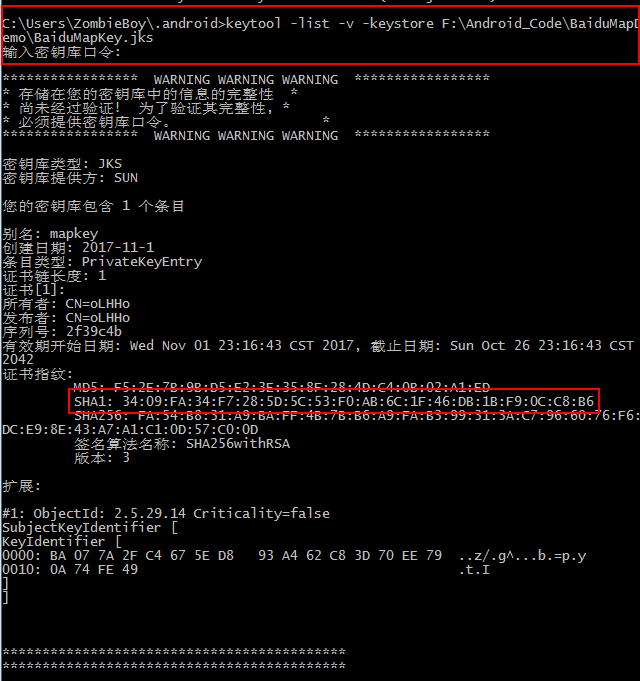 C:\Users\ZombieBoy\.android>keytool -list -v -keystore F:\Android_Code\BaiduMapD
emo\BaiduMapKey.jks
输入密钥库口令:
***************** WARNING WARNING WARNING *****************
* 存储在您的密钥库中的信息的完整性 *
* 尚未经过验证! 为了验证其完整性, *
* 必须提供密钥库口令。 *
***************** WARNING WARNING WARNING *****************
密钥库类型: JKS
密钥库提供方: SUN
您的密钥库包含 1 个条目
别名: mapkey
创建日期: 2017-11-1
条目类型: PrivateKeyEntry
证书链长度: 1
证书[1]:
所有者: CN=oLHHo
发布者: CN=oLHHo
序列号: 2f39c4b
有效期开始日期: Wed Nov 01 23:16:43 CST 2017, 截止日期: Sun Oct 26 23:16:43 CST
2042
证书指纹:
MD5: F5:2E:7B:9B:D5:E2:3E:35:8F:28:4D:C4:0B:02:A1:ED
SHA1: 34:09:FA:34:F7:28:5D:5C:53:F0:AB:6C:1F:46:DB:1B:F9:0C:C8:B6
SHA256: FA:54:B8:31:A9:BA:FF:4B:7B:B6:A9:FA:B3:99:31:3A:C7:96:60:76:F6:
DC:E9:8E:43:A7:A1:C1:0D:57:C0:0D
签名算法名称: SHA256withRSA
版本: 3
扩展:
#1: ObjectId: 2.5.29.14 Criticality=false
SubjectKeyIdentifier [
KeyIdentifier [
0000: BA 07 7A 2F C4 67 5E D8 93 A4 62 C8 3D 70 EE 79 ..z/.g^...b.=p.y
0010: 0A 74 FE 49 .t.I
]
]
*******************************************
*******************************************